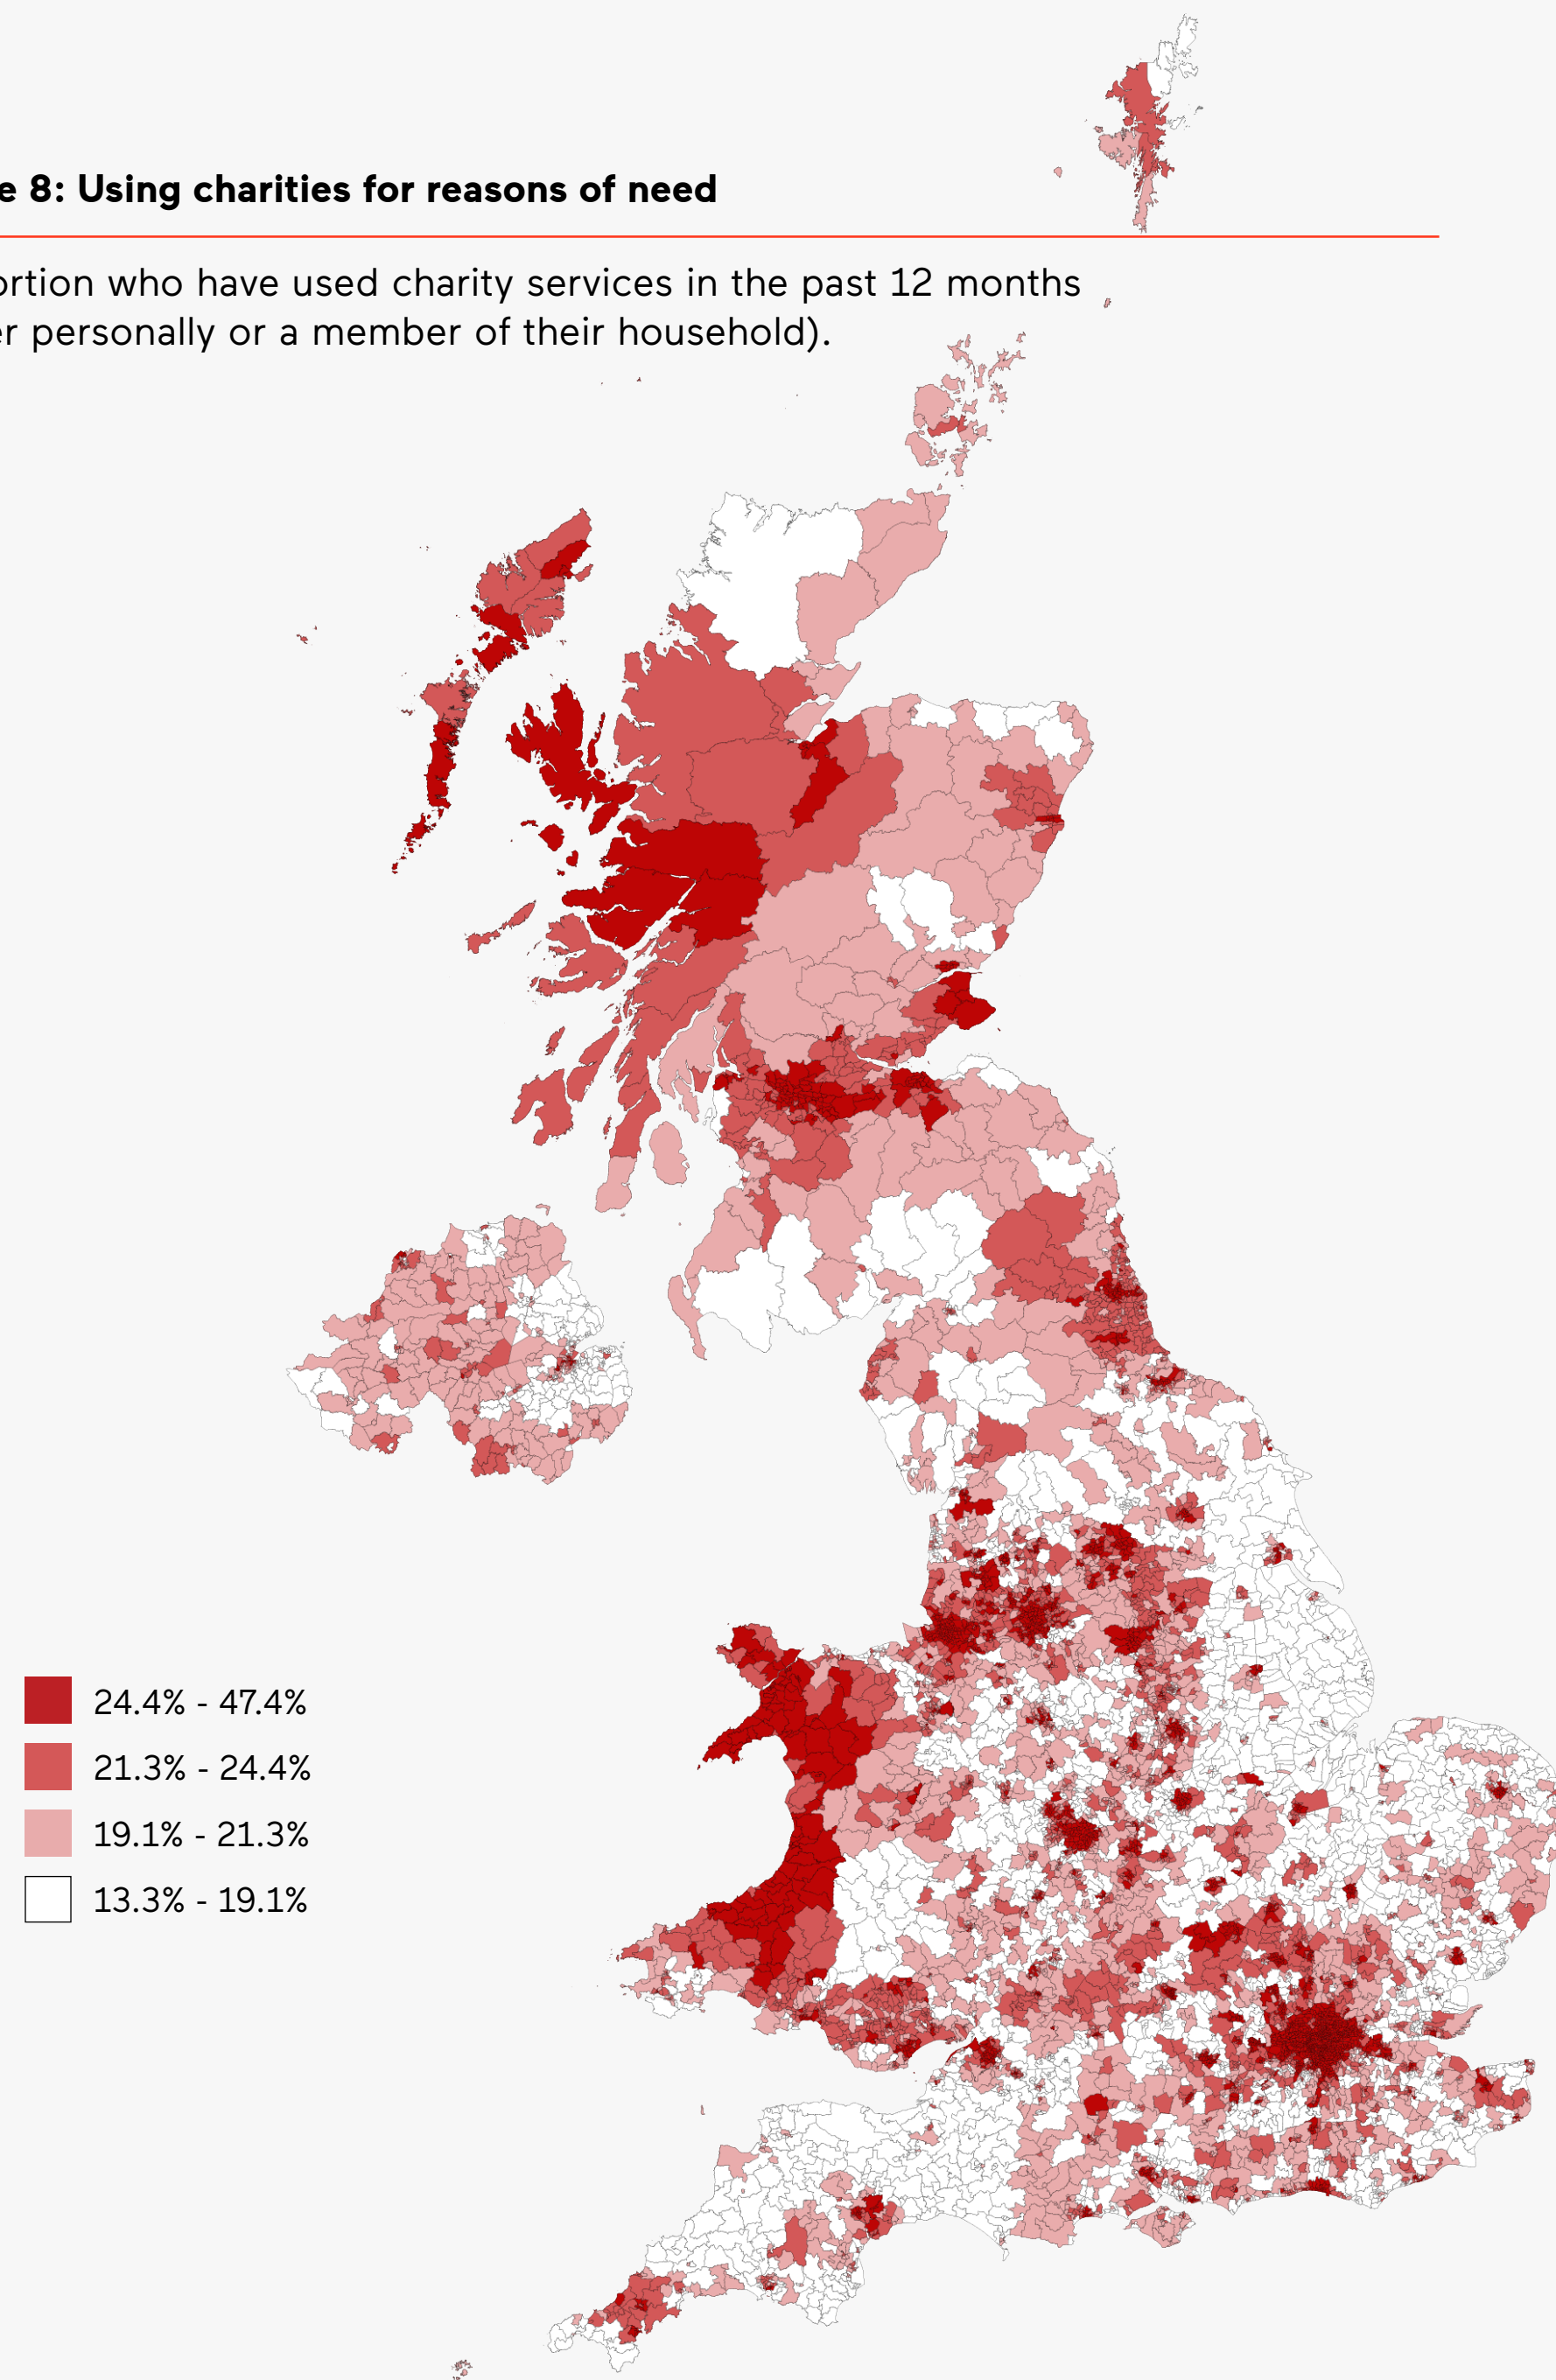 e 8: Using charities for reasons of need
ortion who have used charity services in the past 12 months
er personally or a member of their household).
24.4% - 47.4%
21.3% - 24.4%
19.1% - 21.3%
13.3% - 19.1%